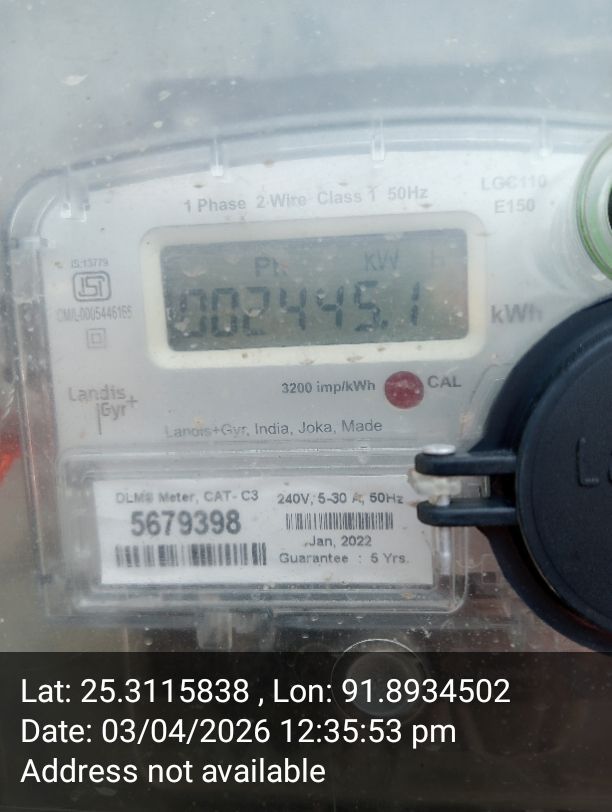 1 Phase 2 Wire Class 1 50Hz
LGC110
E150
IS:13779
CM/L-0005446165
kW
002445.1
kWh
3200 imp/kWh
CAL
Landis+
Gyr
Landis+Gyr, India, Joka, Made
DLMS Meter, CAT- C3
5679398
240V, 5-30 A, 50Hz
Jan, 2022
Guarantee : 5 Yrs.
Lat: 25.3115838 , Lon: 91.8934502
Date: 03/04/2026 12:35:53 pm
Address not available